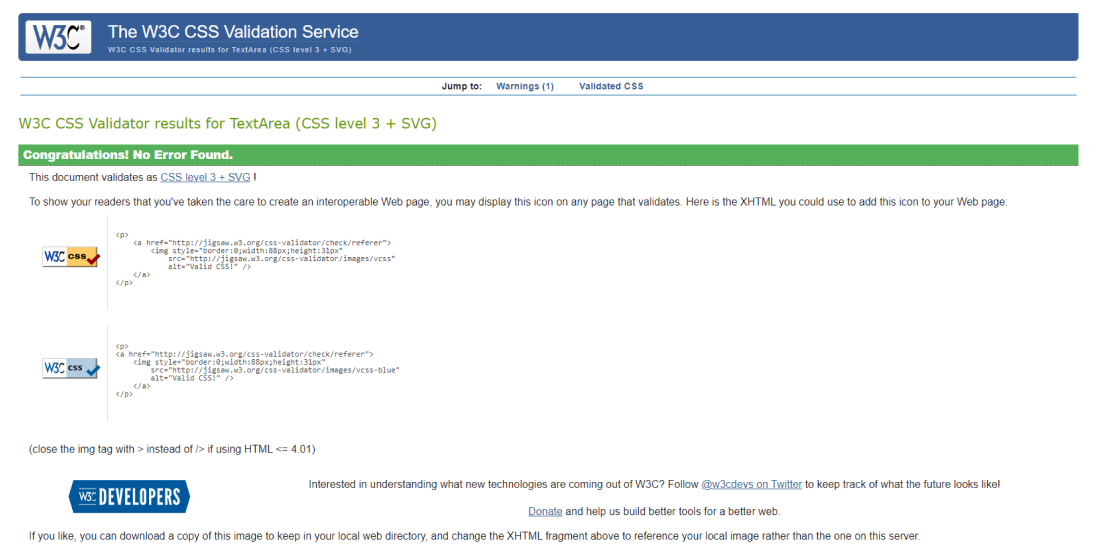 W3C®
The W3C CSS Validation Service
W3C CSS Validator results for TextArea (CSS level 3 + SVG)
Jump to: Warnings (1) Validated CSS
W3C CSS Validator results for TextArea (CSS level 3 + SVG)
Congratulations! No Error Found.
This document validates as CSS level 3 + SVG !
To show your readers that you've taken the care to create an interoperable Web page, you may display this icon on any page that validates. Here is the XHTML you could use to add this icon to your Web page:
W3C css
<p>
<a href="http://jigsaw.w3.org/css-validator/check/referer">
<img style="border:0;width:88px;height:31px"
src="http://jigsaw.w3.org/css-validator/images/vcss"
alt="Valid CSS!" />
</a>
</p>
W3C css
<p>
<a href="http://jigsaw.w3.org/css-validator/check/referer">
<img style="border:0;width:88px;height:31px"
src="http://jigsaw.w3.org/css-validator/images/vcss-blue"
alt="Valid CSS!" />
</a>
</p>
(close the img tag with > instead of /> if using HTML <= 4.01)
W3C DEVELOPERS
Interested in understanding what new technologies are coming out of W3C? Follow @w3cdevs on Twitter to keep track of what the future looks like!
Donate and help us build better tools for a better web.
If you like, you can download a copy of this image to keep in your local web directory, and change the XHTML fragment above to reference your local image rather than the one on this server.